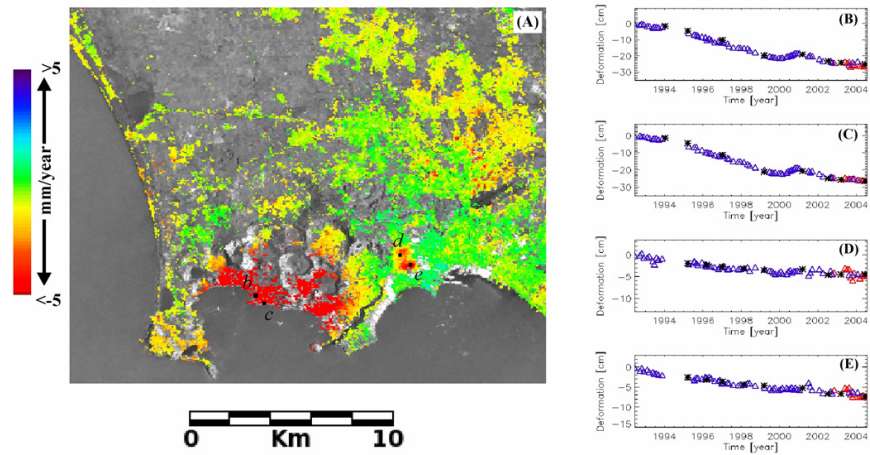 (A)
>5
mm/year
<-5
d
e
b
c
0 Km 10
(B)
Deformation [cm]
0
-10
-20
-30
1994 1996 1998 2000 2002 2004
Time [year]
(C)
Deformation [cm]
0
-10
-20
-30
1994 1996 1998 2000 2002 2004
Time [year]
(D)
Deformation [cm]
0
-5
-10
1994 1996 1998 2000 2002 2004
Time [year]
(E)
Deformation [cm]
0
-5
-10
-15
1994 1996 1998 2000 2002 2004
Time [year]